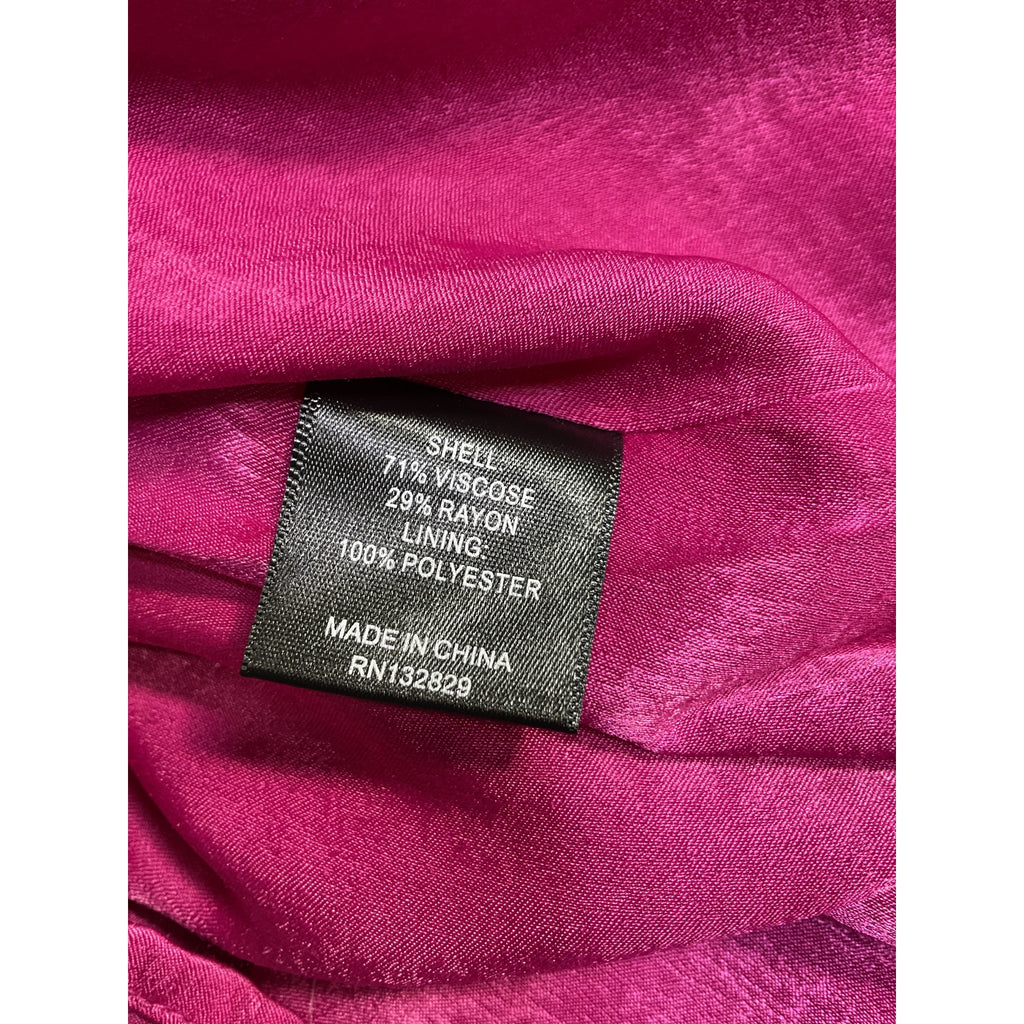 SHELL:
71% VISCOSE
29% RAYON
LINING:
100% POLYESTER
MADE IN CHINA
RN132829